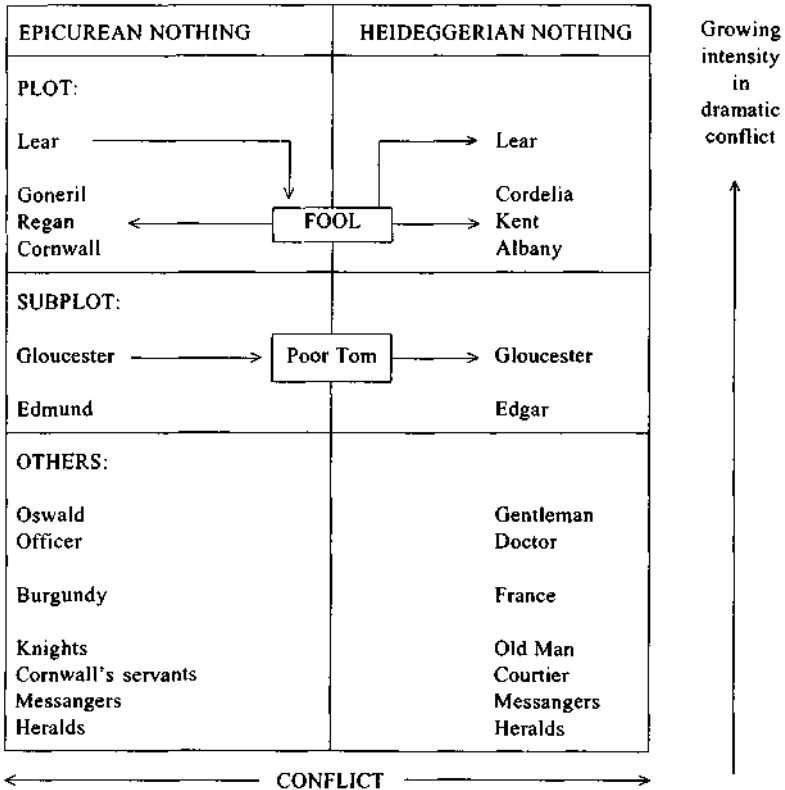 EPICUREAN NOTHING HEIDEGGERIAN NOTHING
PLOT:
Lear Lear
Goneril Cordelia
Regan FOOL Kent
Cornwall Albany
SUBPLOT:
Gloucester Poor Tom Gloucester
Edmund Edgar
OTHERS:
Oswald Gentleman
Officer Doctor
Burgundy France
Knights Old Man
Cornwall's servants Courtier
Messangers Messangers
Heralds Heralds
CONFLICT
Growing
intensity
in
dramatic
conflict